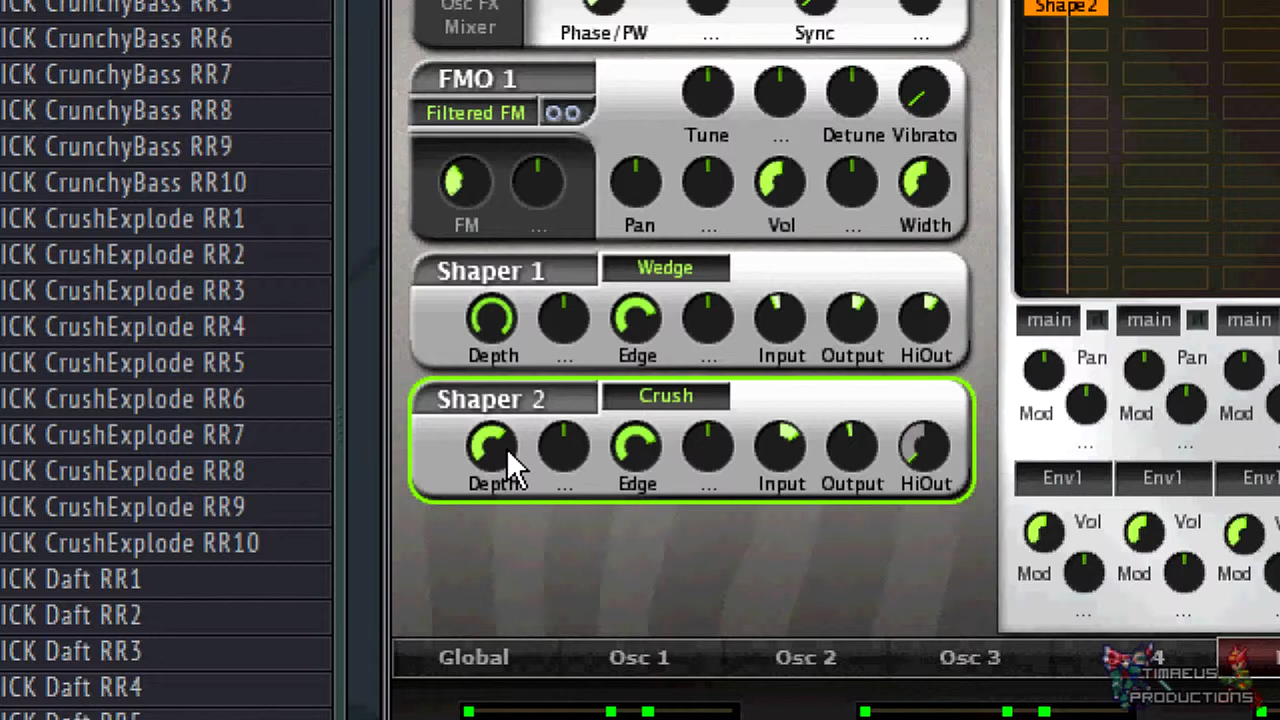 ICK CrunchyBass RR5
ICK CrunchyBass RR6
ICK CrunchyBass RR7
ICK CrunchyBass RR8
ICK CrunchyBass RR9
ICK CrunchyBass RR10
ICK CrushExplode RR1
ICK CrushExplode RR2
ICK CrushExplode RR3
ICK CrushExplode RR4
ICK CrushExplode RR5
ICK CrushExplode RR6
ICK CrushExplode RR7
ICK CrushExplode RR8
ICK CrushExplode RR9
ICK CrushExplode RR10
ICK Daft RR1
ICK Daft RR2
ICK Daft RR3
ICK Daft RR4
Osc FX
Mixer
Phase/PW ... Sync ...
FMO 1
Filtered FM
Tune ... Detune Vibrato
FM ... Pan ... Vol ... Width
Shaper 1 Wedge
Depth ... Edge ... Input Output HiOut
Shaper 2 Crush
Depth ... Edge ... Input Output HiOut
Shape2
main main main
Pan Pan
Mod Mod Mod
... ...
Env1 Env1 Env1
Vol Vol
Mod Mod Mod
... ...
Global Osc 1 Osc 2 Osc 3 Osc 4
TIMAEUS
PRODUCTIONS